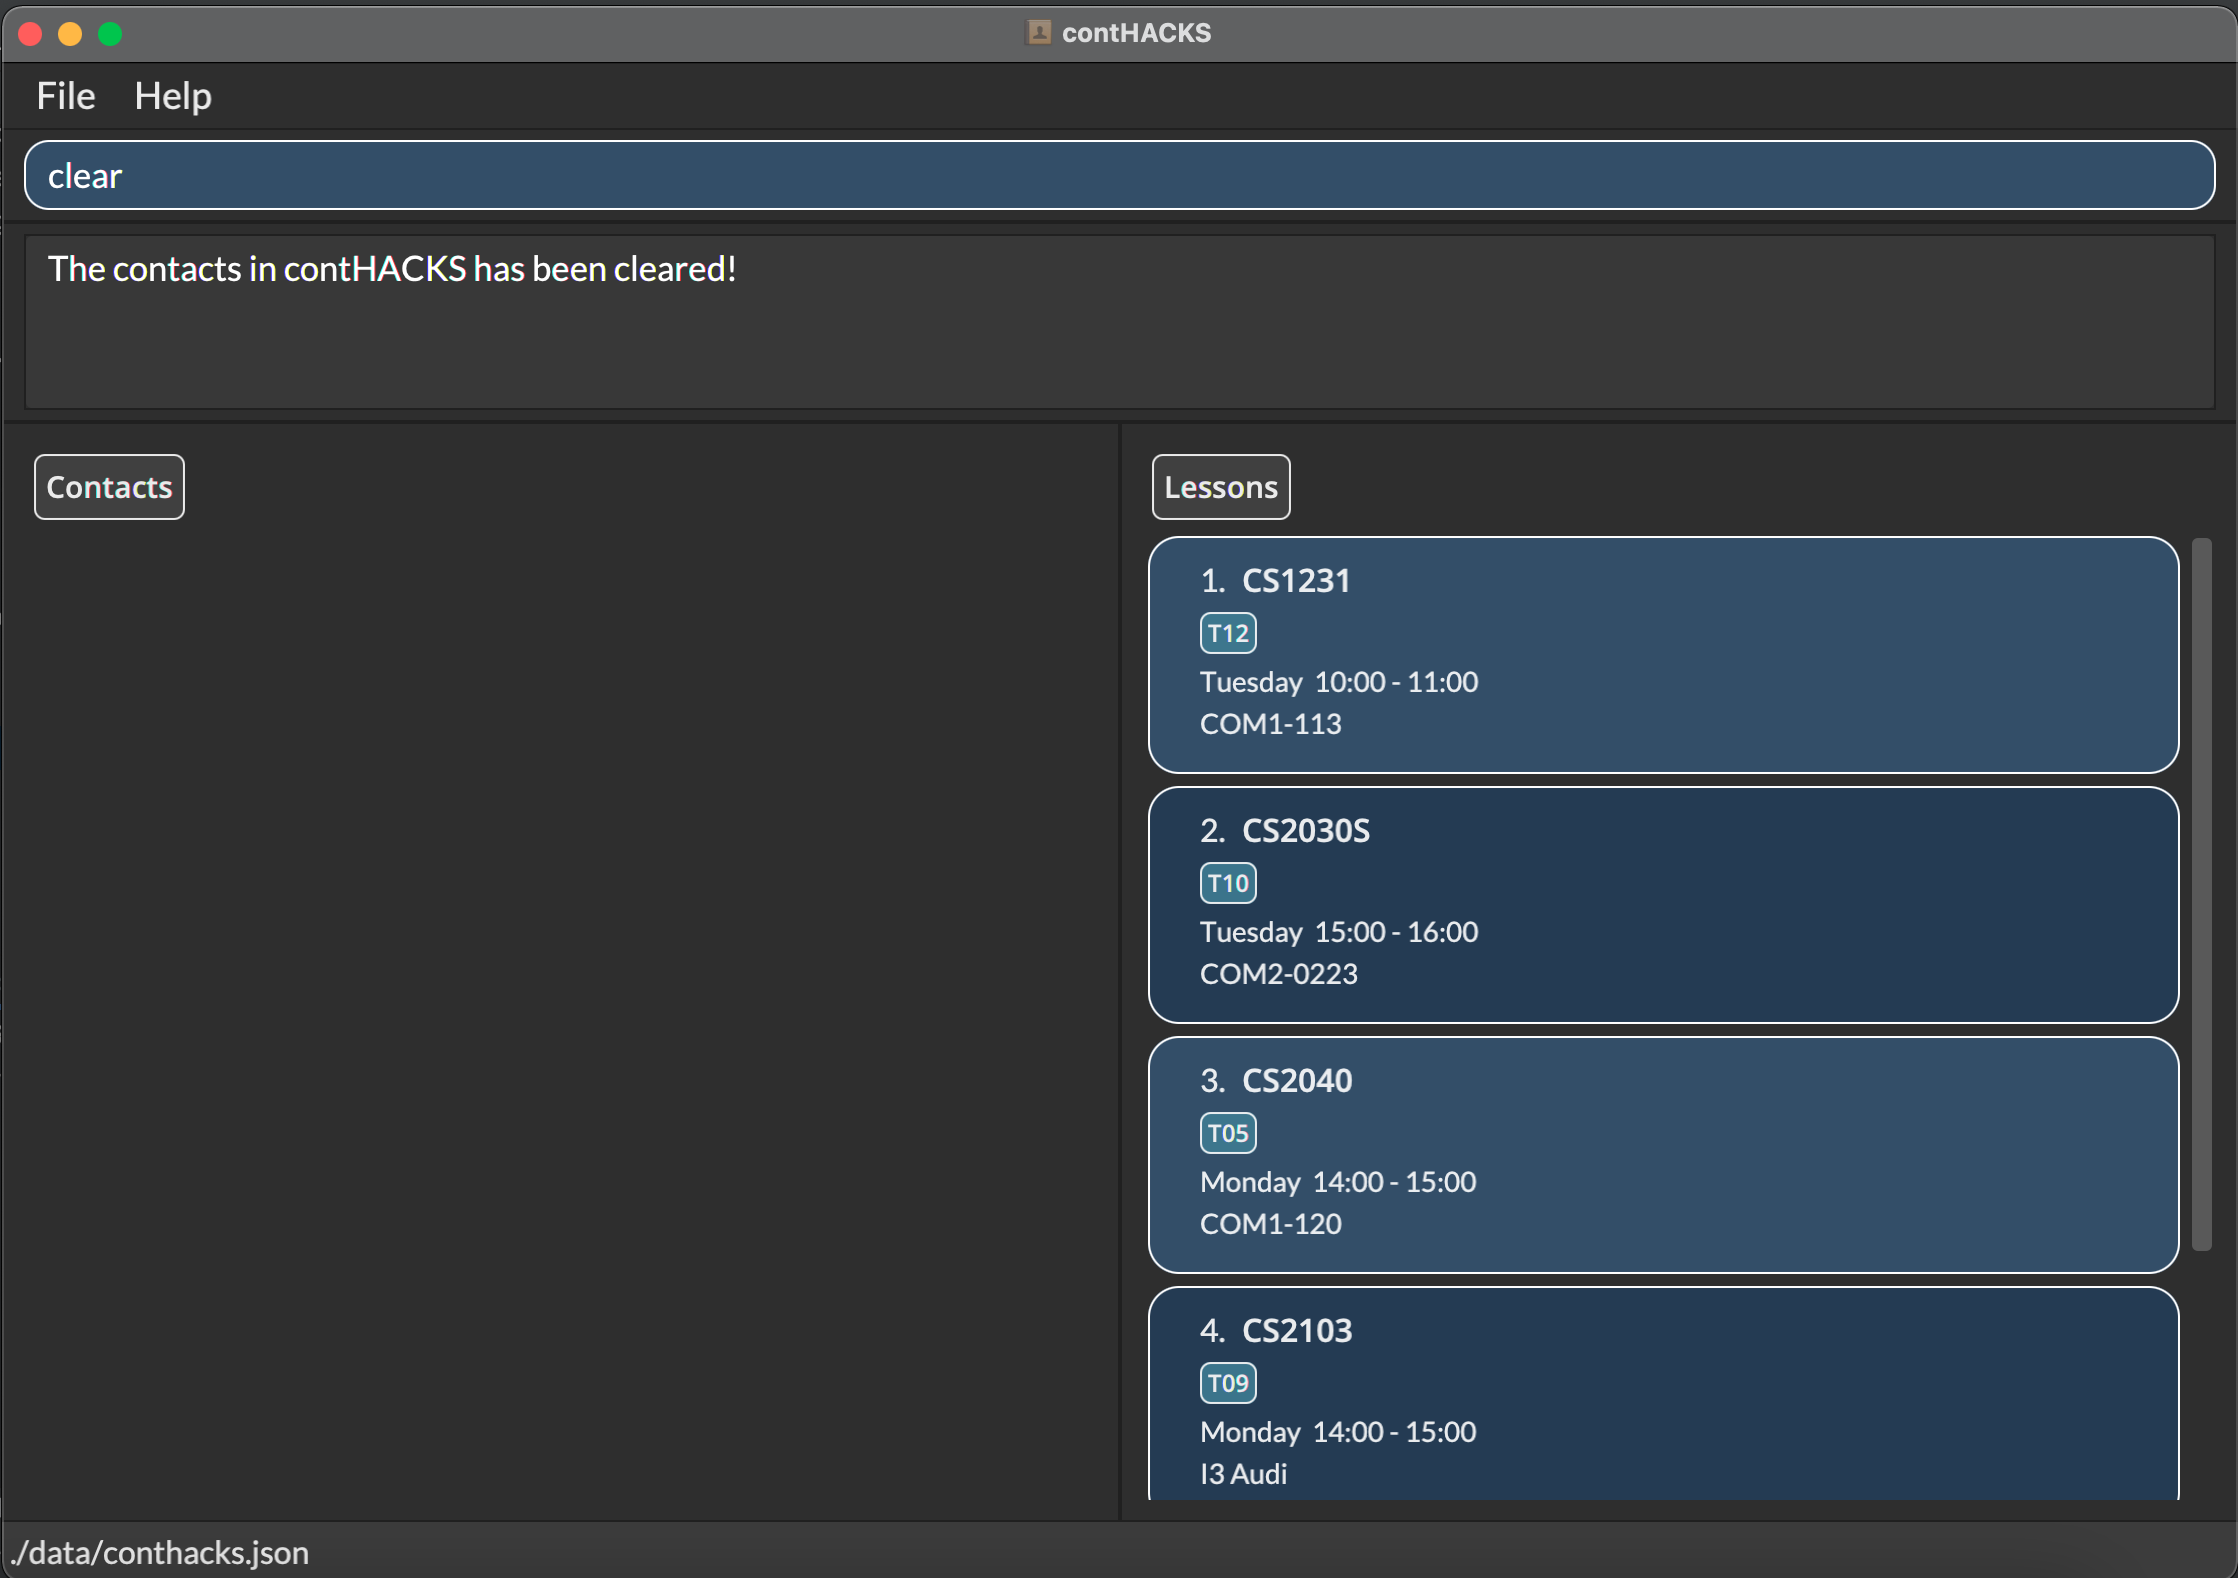 contHACKS
File Help
clear
The contacts in contHACKS has been cleared!
Contacts
Lessons
1. CS1231
T12
Tuesday 10:00 - 11:00
COM1-113
2. CS2030S
T10
Tuesday 15:00 - 16:00
COM2-0223
3. CS2040
T05
Monday 14:00 - 15:00
COM1-120
4. CS2103
T09
Monday 14:00 - 15:00
I3 Audi
./data/conthacks.json